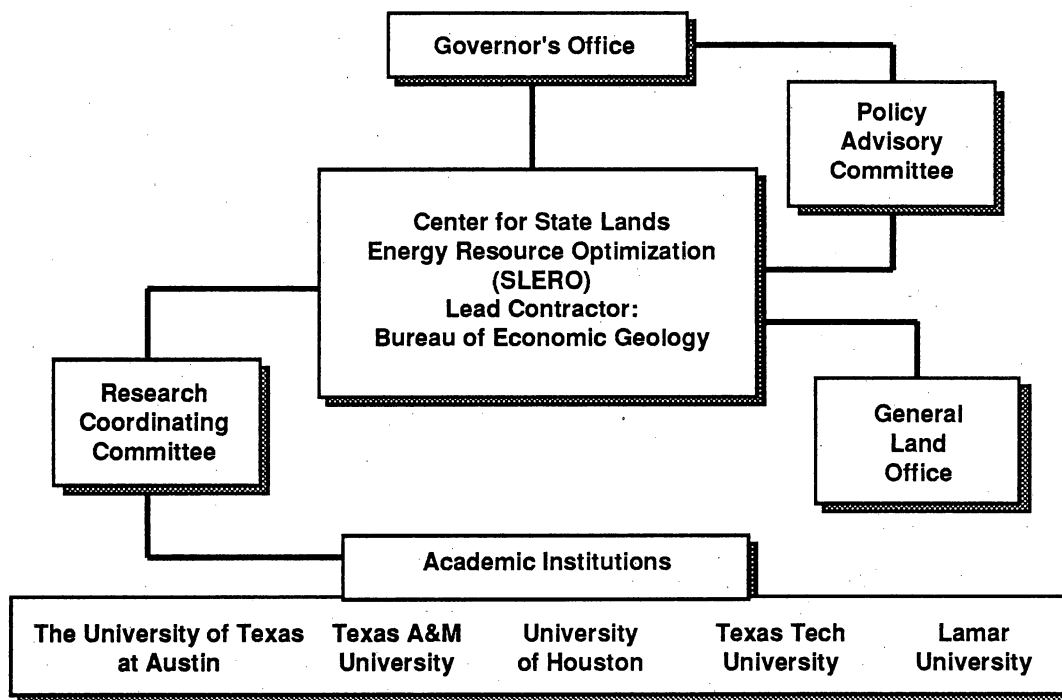 Governor's Office
Policy
Advisory
Committee
Center for State Lands
Energy Resource Optimization
(SLERO)
Lead Contractor:
Bureau of Economic Geology
Research
Coordinating
Committee
General
Land
Office
Academic Institutions
The University of Texas
at Austin
Texas A&M
University
University
of Houston
Texas Tech
University
Lamar
University